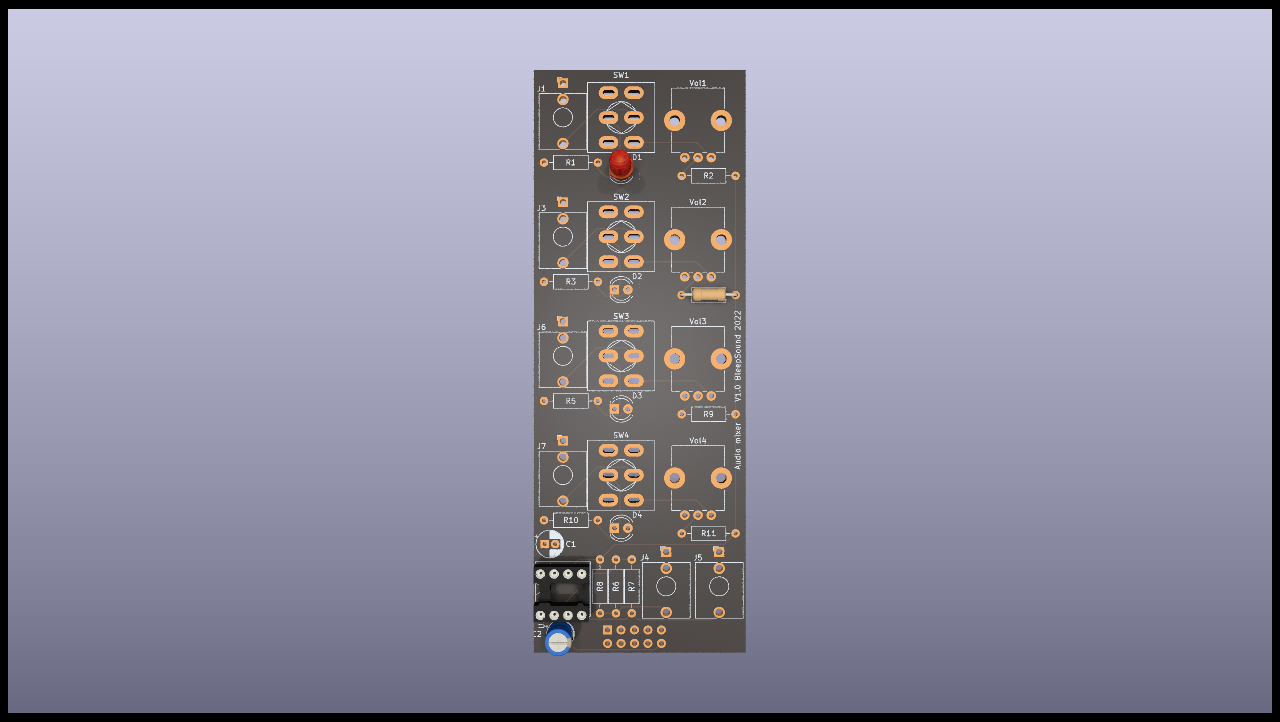 SW1
Vol1
J1
D1
R1
R2
SW2
Vol2
J3
D2
R3
SW3
Vol3
J6
D3
R5
R9
SW4
Vol4
J7
D4
R10
R11
C1
J4
J5
R8
R6
R7
C2
Audio mixer V1.0 BleepSound 2022